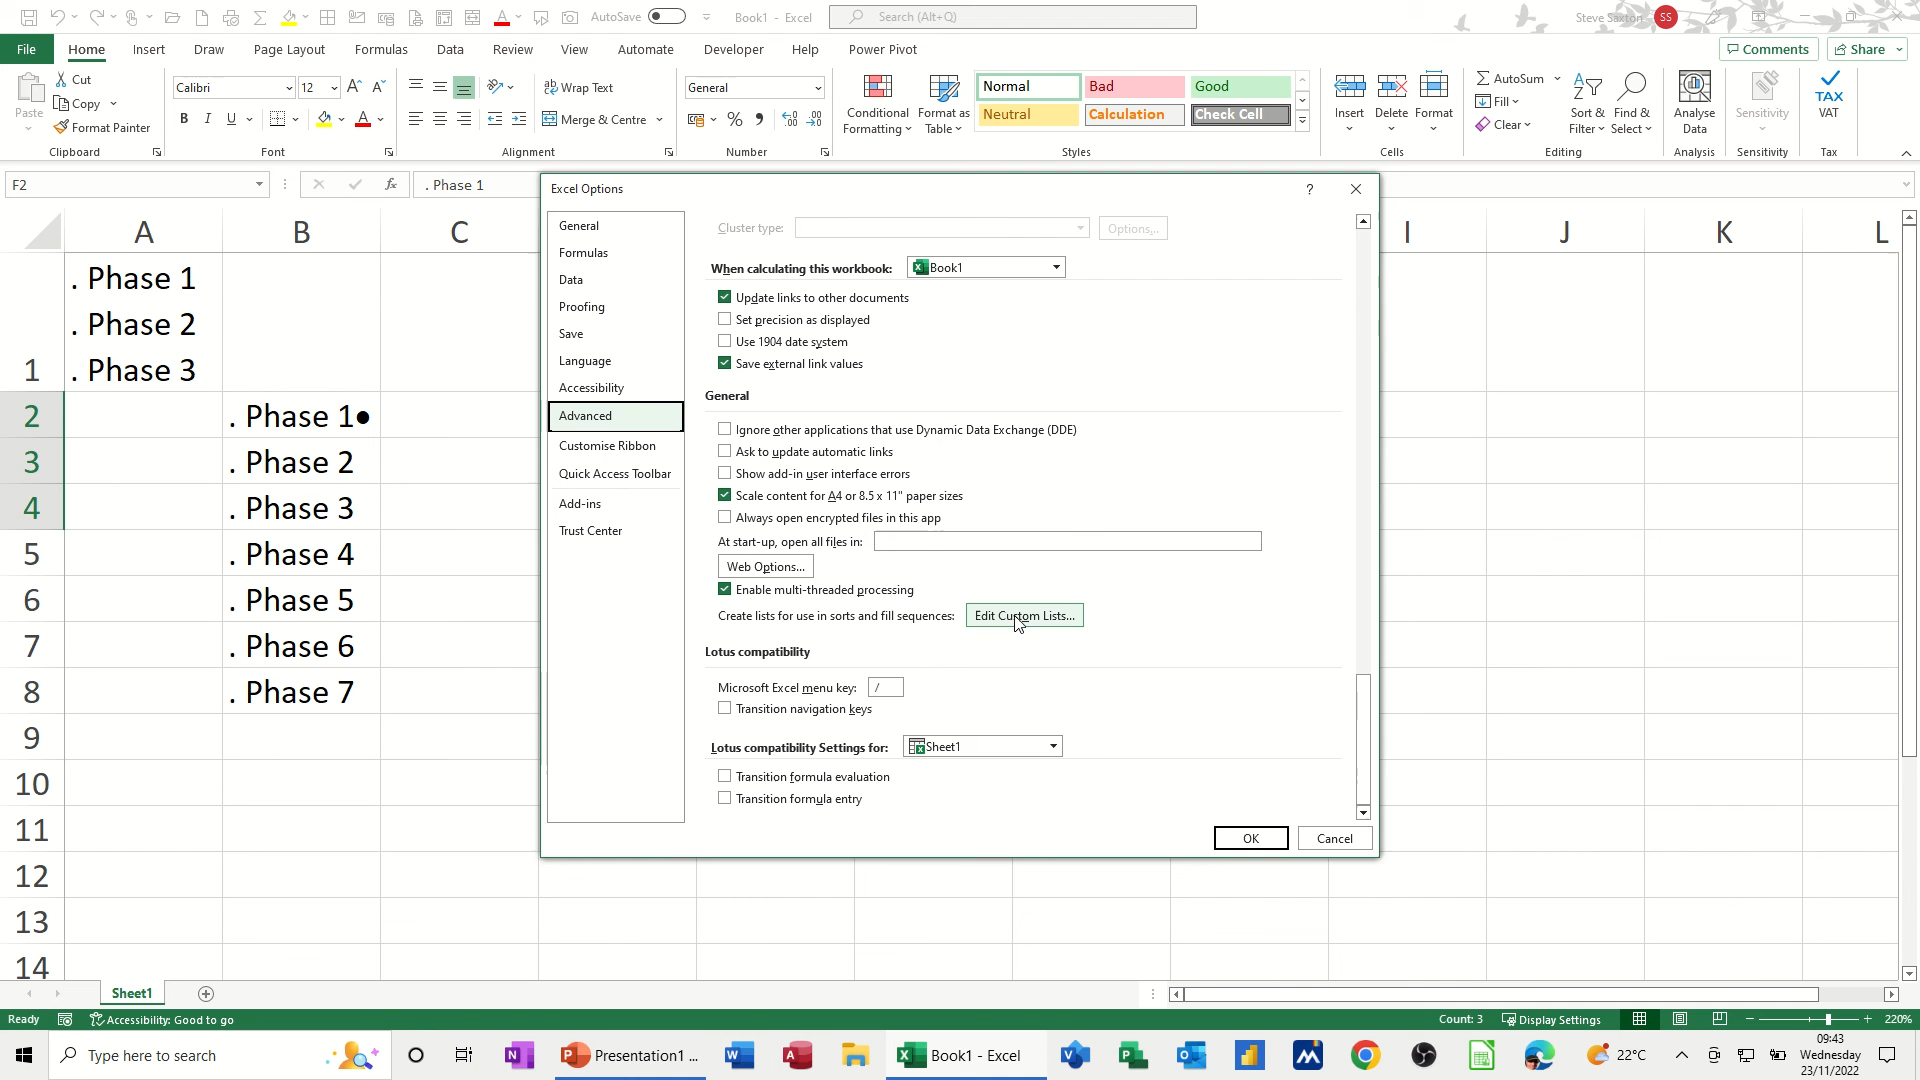 AutoSave
Book1 - Excel
Search (Alt+Q)
Steve Saxton
SS
File
Home
Insert
Draw
Page Layout
Formulas
Data
Review
View
Automate
Developer
Help
Power Pivot
Comments
Share
Paste
Cut
Copy
Format Painter
Clipboard
Calibri
12
B I U
Font
Wrap Text
Merge & Centre
Alignment
General
Number
Conditional
Formatting
Format as
Table
Normal
Bad
Good
Neutral
Calculation
Check Cell
Styles
Insert
Delete
Format
Cells
AutoSum
Fill
Clear
Sort &
Filter
Find &
Select
Editing
Analyse
Data
Analysis
Sensitivity
Sensitivity
VAT
TAX
Tax
F2
fx
. Phase 1
A B C I J K L
. Phase 1
. Phase 2
1 . Phase 3
2 . Phase 1●
3 . Phase 2
4 . Phase 3
5 . Phase 4
6 . Phase 5
7 . Phase 6
8 . Phase 7
9
10
11
12
13
14
Excel Options
?
General
Formulas
Data
Proofing
Save
Language
Accessibility
Advanced
Customise Ribbon
Quick Access Toolbar
Add-ins
Trust Center
Cluster type:
Options...
When calculating this workbook:
Book1
Update links to other documents
Set precision as displayed
Use 1904 date system
Save external link values
General
Ignore other applications that use Dynamic Data Exchange (DDE)
Ask to update automatic links
Show add-in user interface errors
Scale content for A4 or 8.5 x 11" paper sizes
Always open encrypted files in this app
At start-up, open all files in:
Web Options...
Enable multi-threaded processing
Create lists for use in sorts and fill sequences:
Edit Custom Lists...
Lotus compatibility
Microsoft Excel menu key:
/
Transition navigation keys
Lotus compatibility Settings for:
Sheet1
Transition formula evaluation
Transition formula entry
OK
Cancel
Sheet1
Ready
Accessibility: Good to go
Count: 3
Display Settings
220%
Type here to search
Presentation1 ...
Book1 - Excel
22°C
09:43
Wednesday
23/11/2022